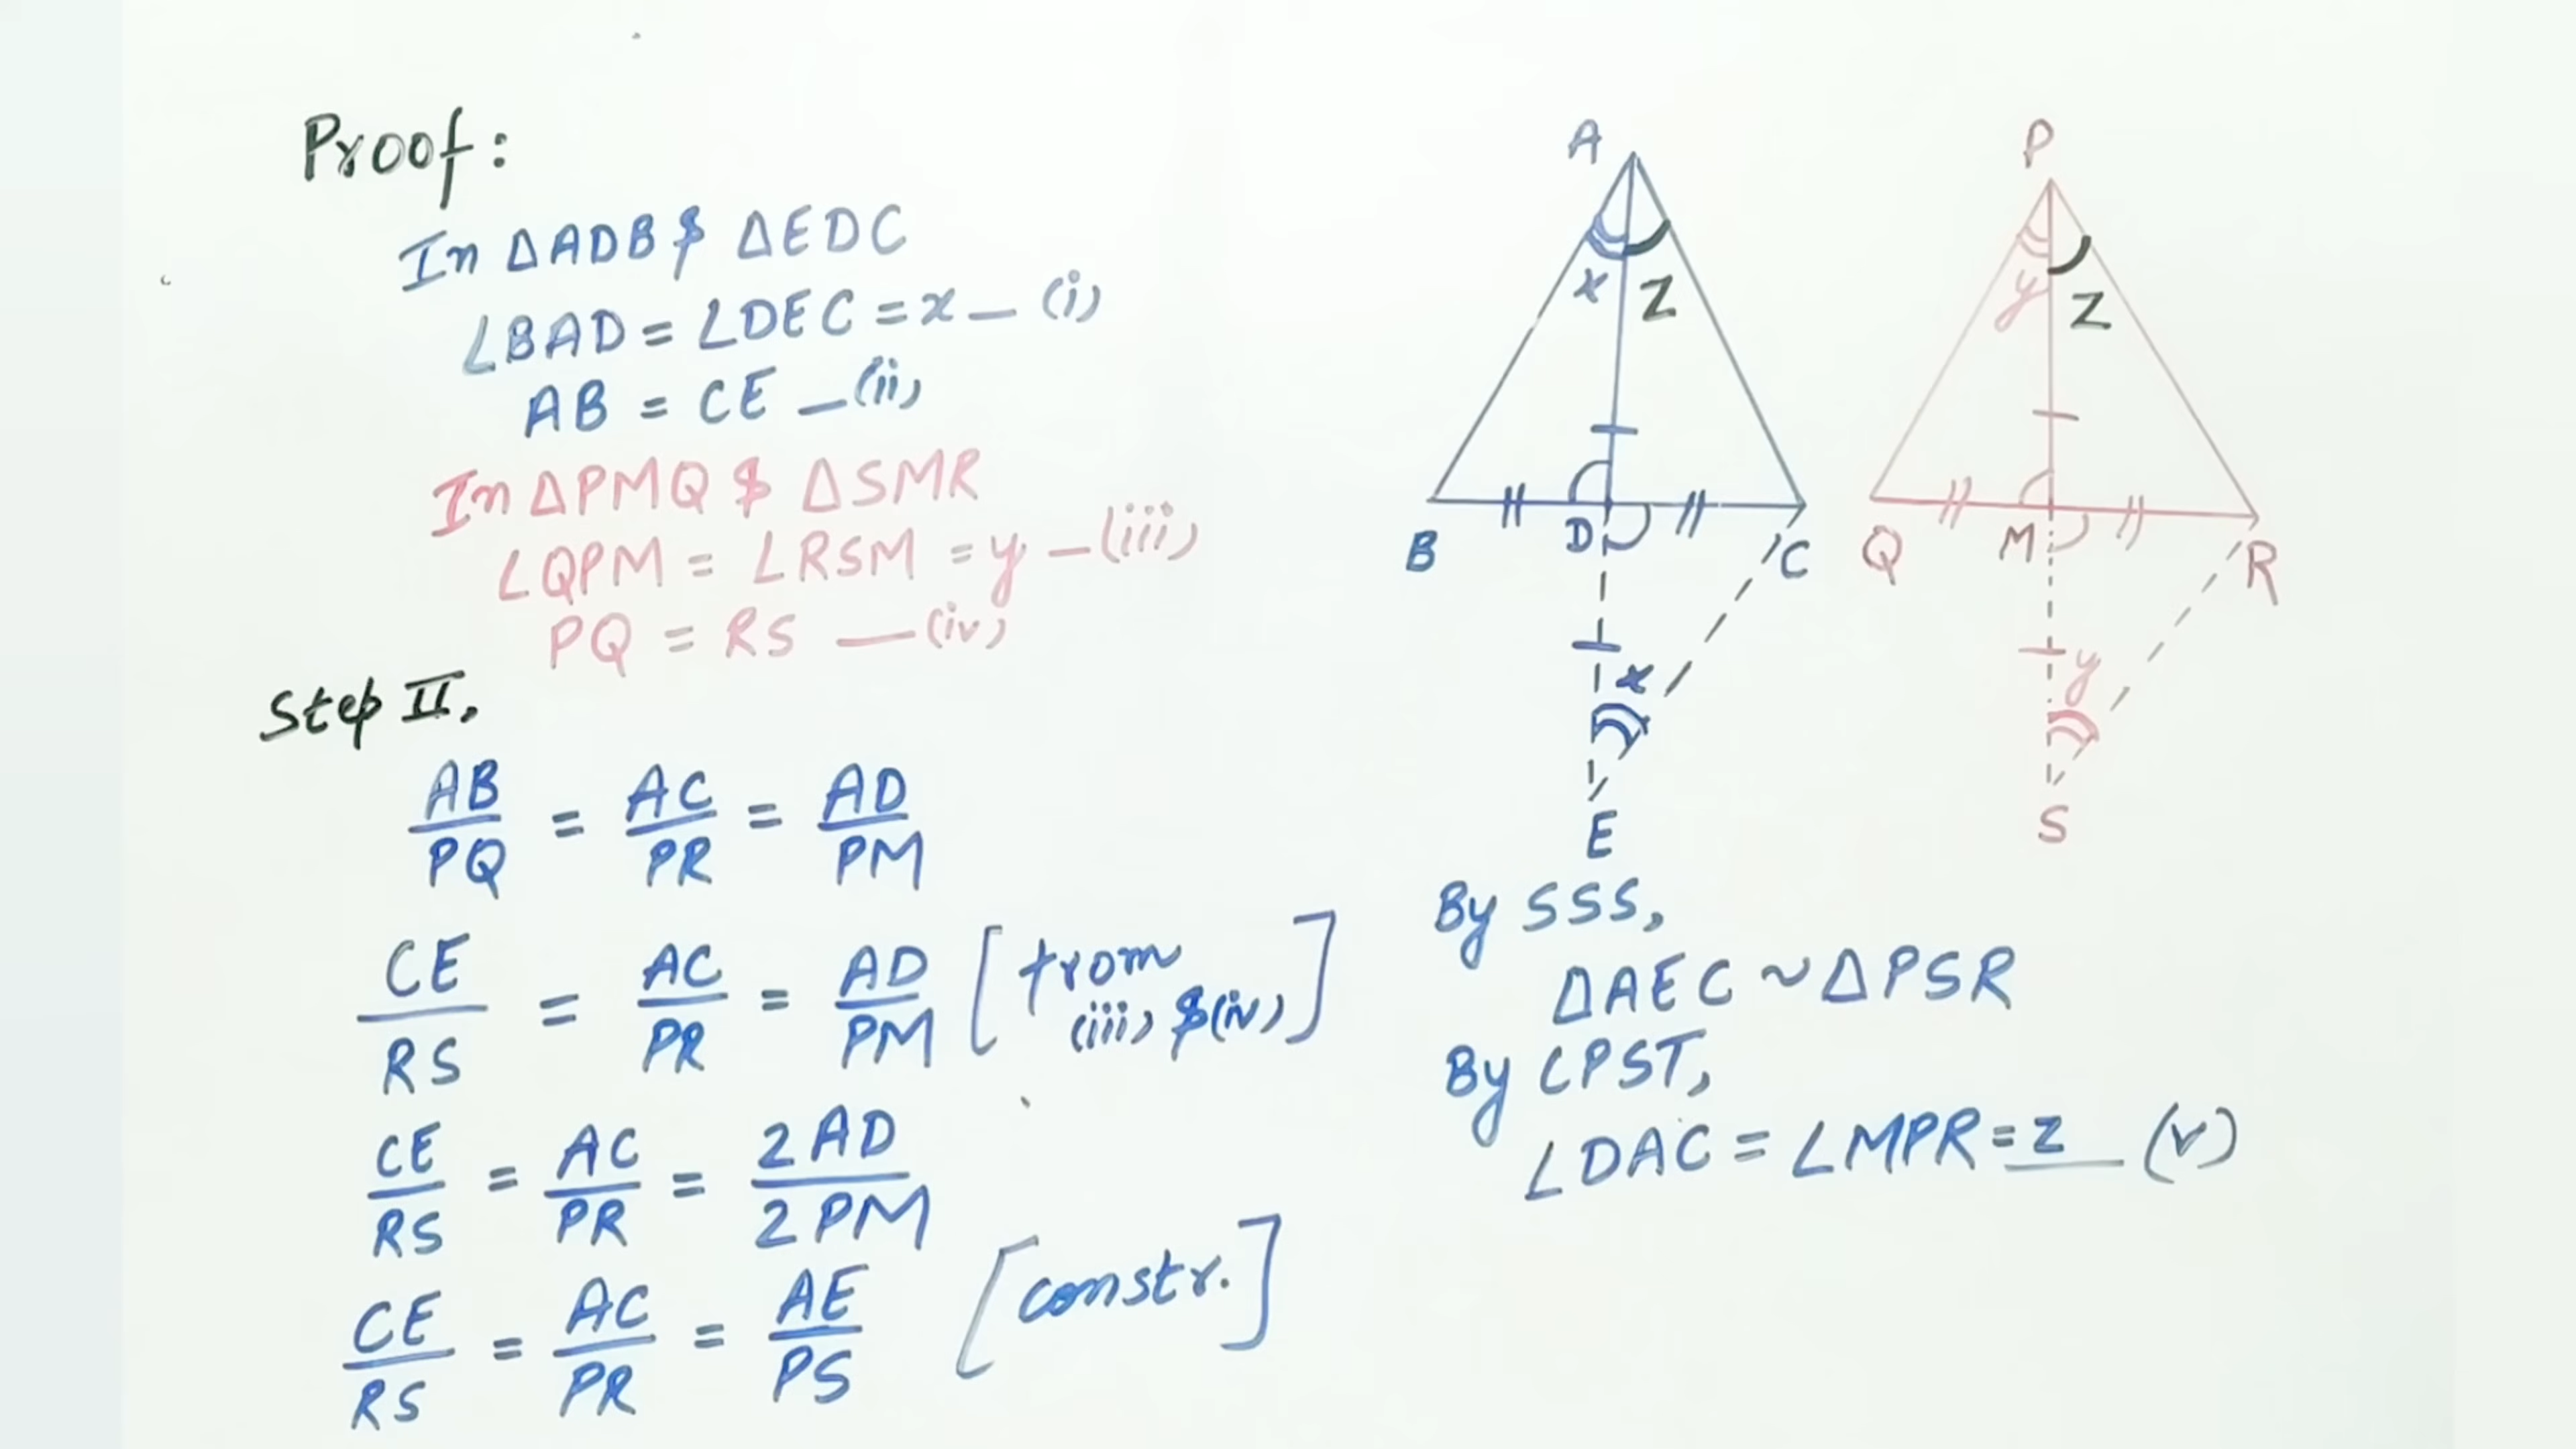 Proof:
In ΔADB & ΔEDC
∠BAD = ∠DEC = x — (i)
AB = CE — (ii)
In ΔPMQ & ΔSMR
∠QPM = ∠RSM = y — (iii)
PQ = RS — (iv)
Step II.
AB/PQ = AC/PR = AD/PM
CE/RS = AC/PR = AD/PM [from (iii) & (iv)]
CE/RS = AC/PR = 2AD/2PM
CE/RS = AC/PR = AE/PS [constr.]
A
x
Z
B
D
C
x
E
P
y
Z
Q
M
R
y
S
By SSS,
ΔAEC ~ ΔPSR
By CPST,
∠DAC = ∠MPR = z — (v)